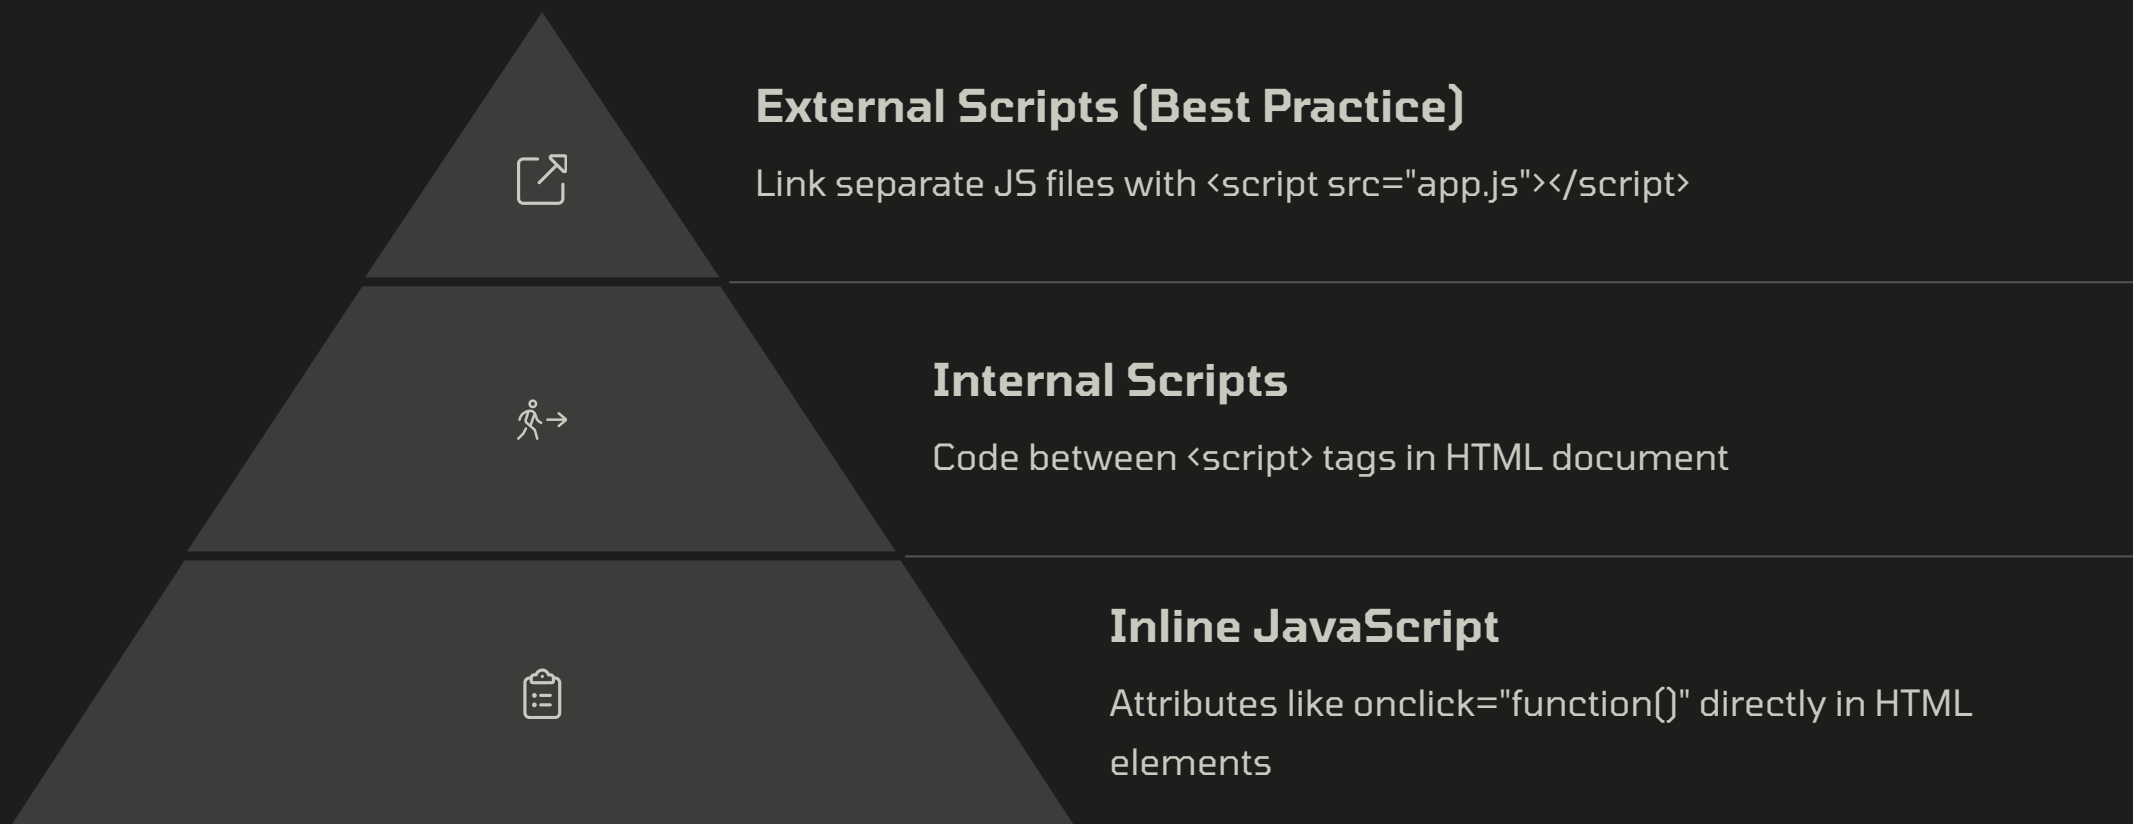 External Scripts (Best Practice)
Link separate JS files with <script src="app.js"></script>
Internal Scripts
Code between <script> tags in HTML document
Inline JavaScript
Attributes like onclick="function()" directly in HTML
elements